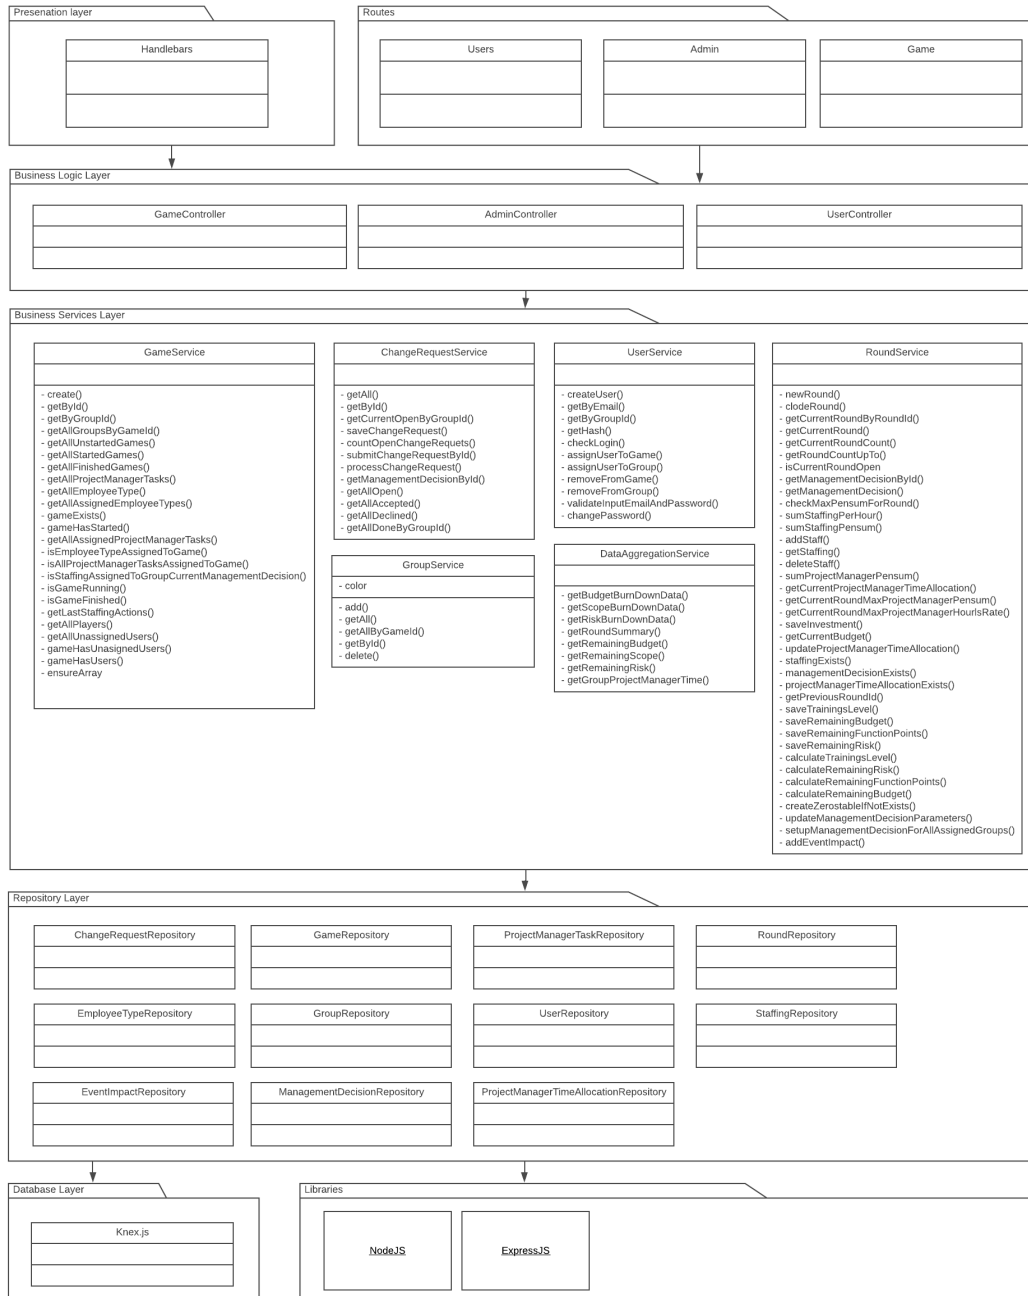 Presenation layer
Handlebars
Routes
Users
Admin
Game
Business Logic Layer
GameController
AdminController
UserController
Business Services Layer
GameService
- create()
- getById()
- getByGroupId()
- getAllGroupsByGameId()
- getAllUnstartedGames()
- getAllStartedGames()
- getAllFinishedGames()
- getAllProjectManagerTasks()
- getAllEmployeeType()
- getAllAssignedEmployeeTypes()
- gameExists()
- gameHasStarted()
- getAllAssignedProjectManagerTasks()
- isEmployeeTypeAssignedToGame()
- isAllProjectManagerTasksAssignedToGame()
- isStaffingAssignedToGroupCurrentManagementDecision()
- isGameRunning()
- isGameFinished()
- getLastStaffingActions()
- getAllPlayers()
- getAllUnassignedUsers()
- gameHasUnasignedUsers()
- gameHasUsers()
- ensureArray
ChangeRequestService
- getAll()
- getById()
- getCurrentOpenByGroupId()
- saveChangeRequest()
- countOpenChangeRequets()
- submitChangeRequestById()
- processChangeRequest()
- getManagementDecisionById()
- getAllOpen()
- getAllAccepted()
- getAllDeclined()
- getAllDoneByGroupId()
GroupService
- color
- add()
- getAll()
- getAllByGameId()
- getById()
- delete()
UserService
- createUser()
- getByEmail()
- getByGroupId()
- getHash()
- checkLogin()
- assignUserToGame()
- assignUserToGroup()
- removeFromGame()
- removeFromGroup()
- validateInputEmailAndPassword()
- changePassword()
DataAggregationService
- getBudgetBurnDownData()
- getScopeBurnDownData()
- getRiskBurnDownData()
- getRoundSummary()
- getRemainingBudget()
- getRemainingScope()
- getRemainingRisk()
- getGroupProjectManagerTime()
RoundService
- newRound()
- clodeRound()
- getCurrentRoundByRoundId()
- getCurrentRound()
- getCurrentRoundCount()
- getRoundCountUpTo()
- isCurrentRoundOpen
- getManagementDecisionById()
- getManagementDecision()
- checkMaxPensumForRound()
- sumStaffingPerHour()
- sumStaffingPensum()
- addStaff()
- getStaffing()
- deleteStaff()
- sumProjectManagerPensum()
- getCurrentProjectManagerTimeAllocation()
- getCurrentRoundMaxProjectManagerPensum()
- getCurrentRoundMaxProjectManagerHourlsRate()
- saveInvestment()
- getCurrentBudget()
- updateProjectManagerTimeAllocation()
- staffingExists()
- managementDecisionExists()
- projectManagerTimeAllocationExists()
- getPreviousRoundId()
- saveTrainingsLevel()
- saveRemainingBudget()
- saveRemainingFunctionPoints()
- saveRemainingRisk()
- calculateTrainingsLevel()
- calculateRemainingRisk()
- calculateRemainingFunctionPoints()
- calculateRemainingBudget()
- createZerostableIfNotExists()
- updateManagementDecisionParameters()
- setupManagementDecisionForAllAssignedGroups()
- addEventImpact()
Repository Layer
ChangeRequestRepository
GameRepository
ProjectManagerTaskRepository
RoundRepository
EmployeeTypeRepository
GroupRepository
UserRepository
StaffingRepository
EventImpactRepository
ManagementDecisionRepository
ProjectManagerTimeAllocationRepository
Database Layer
Knex.js
Libraries
NodeJS
ExpressJS